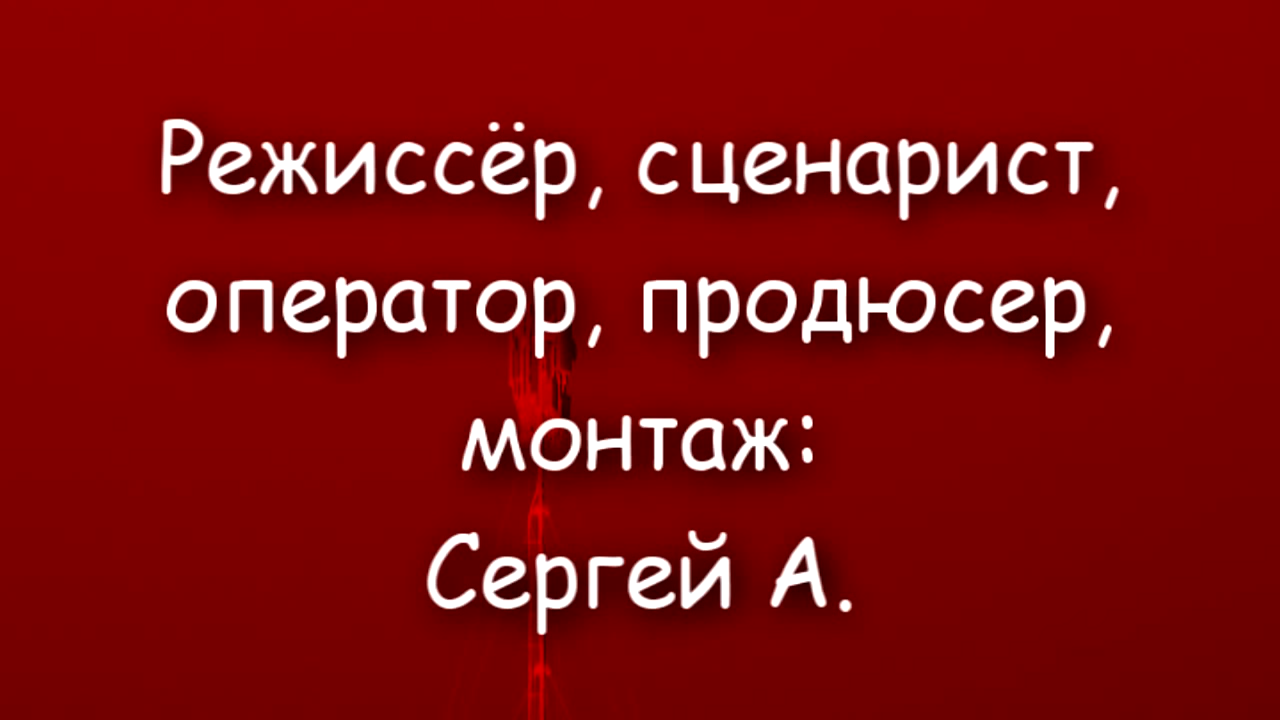 Режиссёр, сценарист,
оператор, продюсер,
монтаж:
Сергей А.